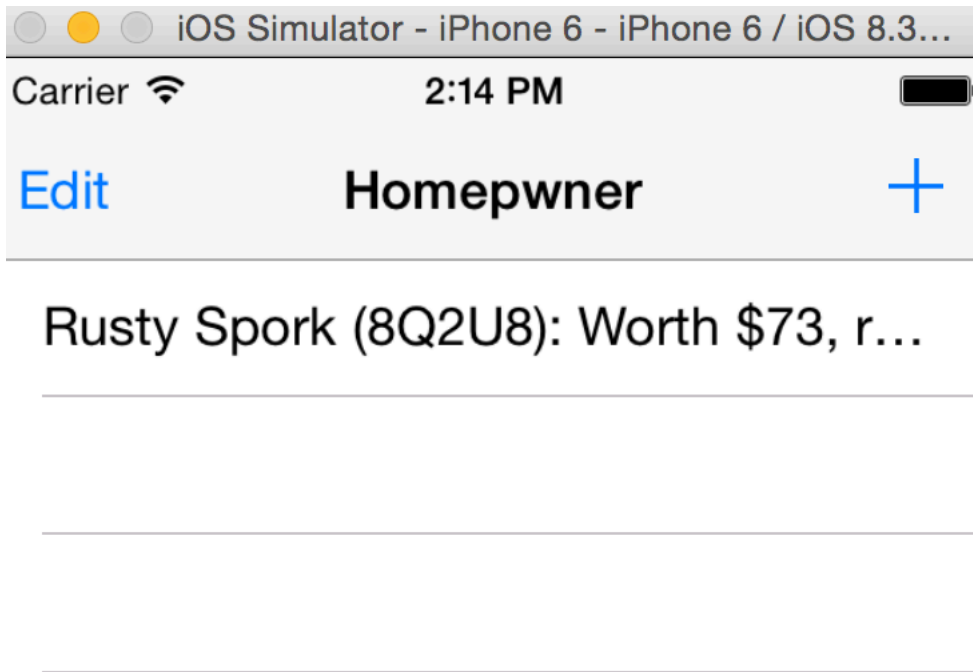 iOS Simulator - iPhone 6 - iPhone 6 / iOS 8.3...
Carrier 2:14 PM
Edit Homepwner +
Rusty Spork (8Q2U8): Worth $73, r...